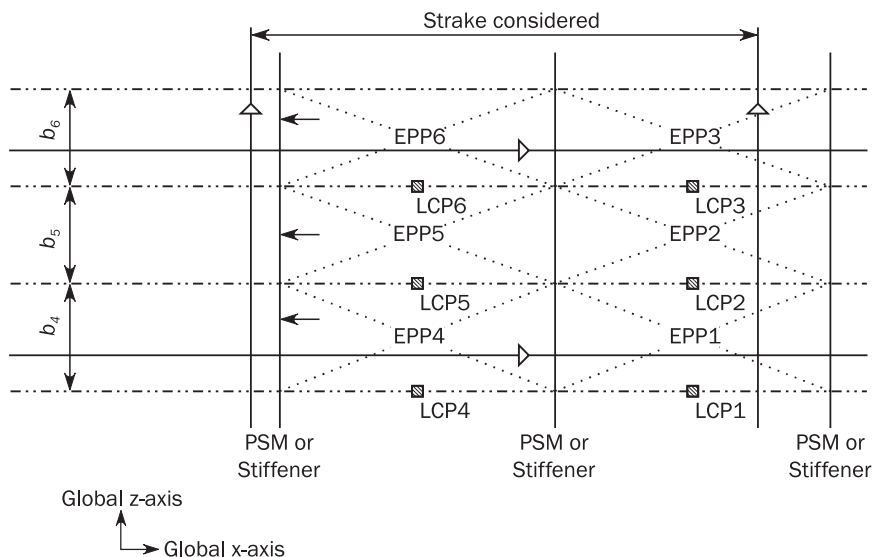 Strake considered
b6
EPP6
EPP3
LCP6
LCP3
b5
EPP5
EPP2
LCP5
LCP2
b4
EPP4
EPP1
LCP4
LCP1
PSM or
Stiffener
PSM or
Stiffener
PSM or
Stiffener
Global z-axis
Global x-axis